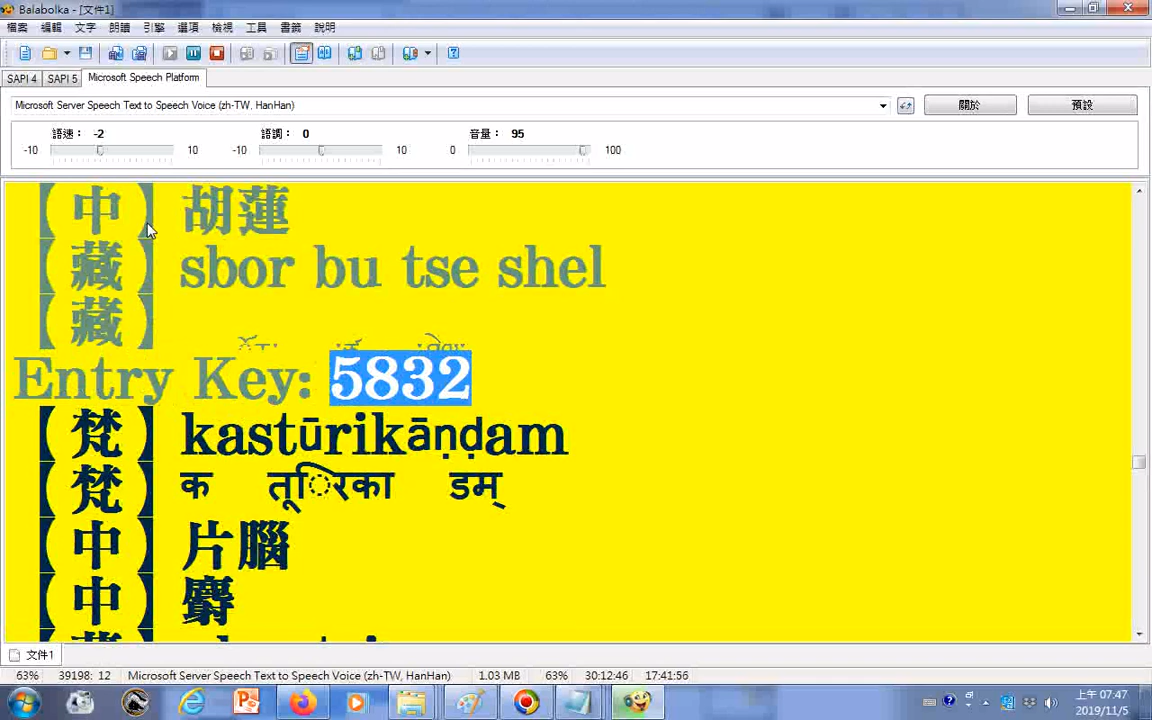 Balabolka - [文件1]
檔案 編輯 文字 朗讀 引擎 選項 檢視 工具 書籤 說明
SAPI 4 SAPI 5 Microsoft Speech Platform
Microsoft Server Speech Text to Speech Voice (zh-TW, HanHan) 關於 預設
語速： -2 語調： 0 音量： 95
-10 10 -10 10 0 100
【中】 胡蓮
【藏】 sbor bu tse shel
【藏】
Entry Key: 5832
【梵】 kastūrikāṇḍam
【梵】
【中】 片腦
【中】 麝
文件1
63% 39198: 12 Microsoft Server Speech Text to Speech Voice (zh-TW, HanHan) 1.03 MB 63% 30:12:46 17:41:56
上午 07:47
2019/11/5